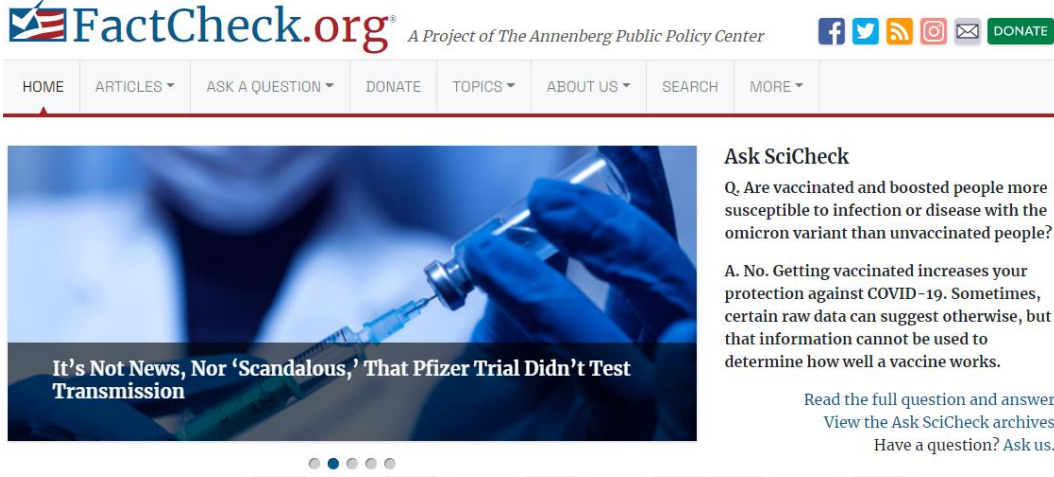 FactCheck.org® A Project of The Annenberg Public Policy Center
DONATE
HOME ARTICLES ASK A QUESTION DONATE TOPICS ABOUT US SEARCH MORE
It's Not News, Nor ‘Scandalous,’ That Pfizer Trial Didn't Test
Transmission
Ask SciCheck
Q. Are vaccinated and boosted people more
susceptible to infection or disease with the
omicron variant than unvaccinated people?
A. No. Getting vaccinated increases your
protection against COVID-19. Sometimes,
certain raw data can suggest otherwise, but
that information cannot be used to
determine how well a vaccine works.
Read the full question and answer
View the Ask SciCheck archives
Have a question? Ask us.